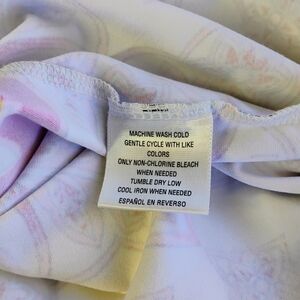 MACHINE WASH COLD
GENTLE CYCLE WITH LIKE
COLORS
ONLY NON-CHLORINE BLEACH
WHEN NEEDED
TUMBLE DRY LOW
COOL IRON WHEN NEEDED
ESPAÑOL EN REVERSO